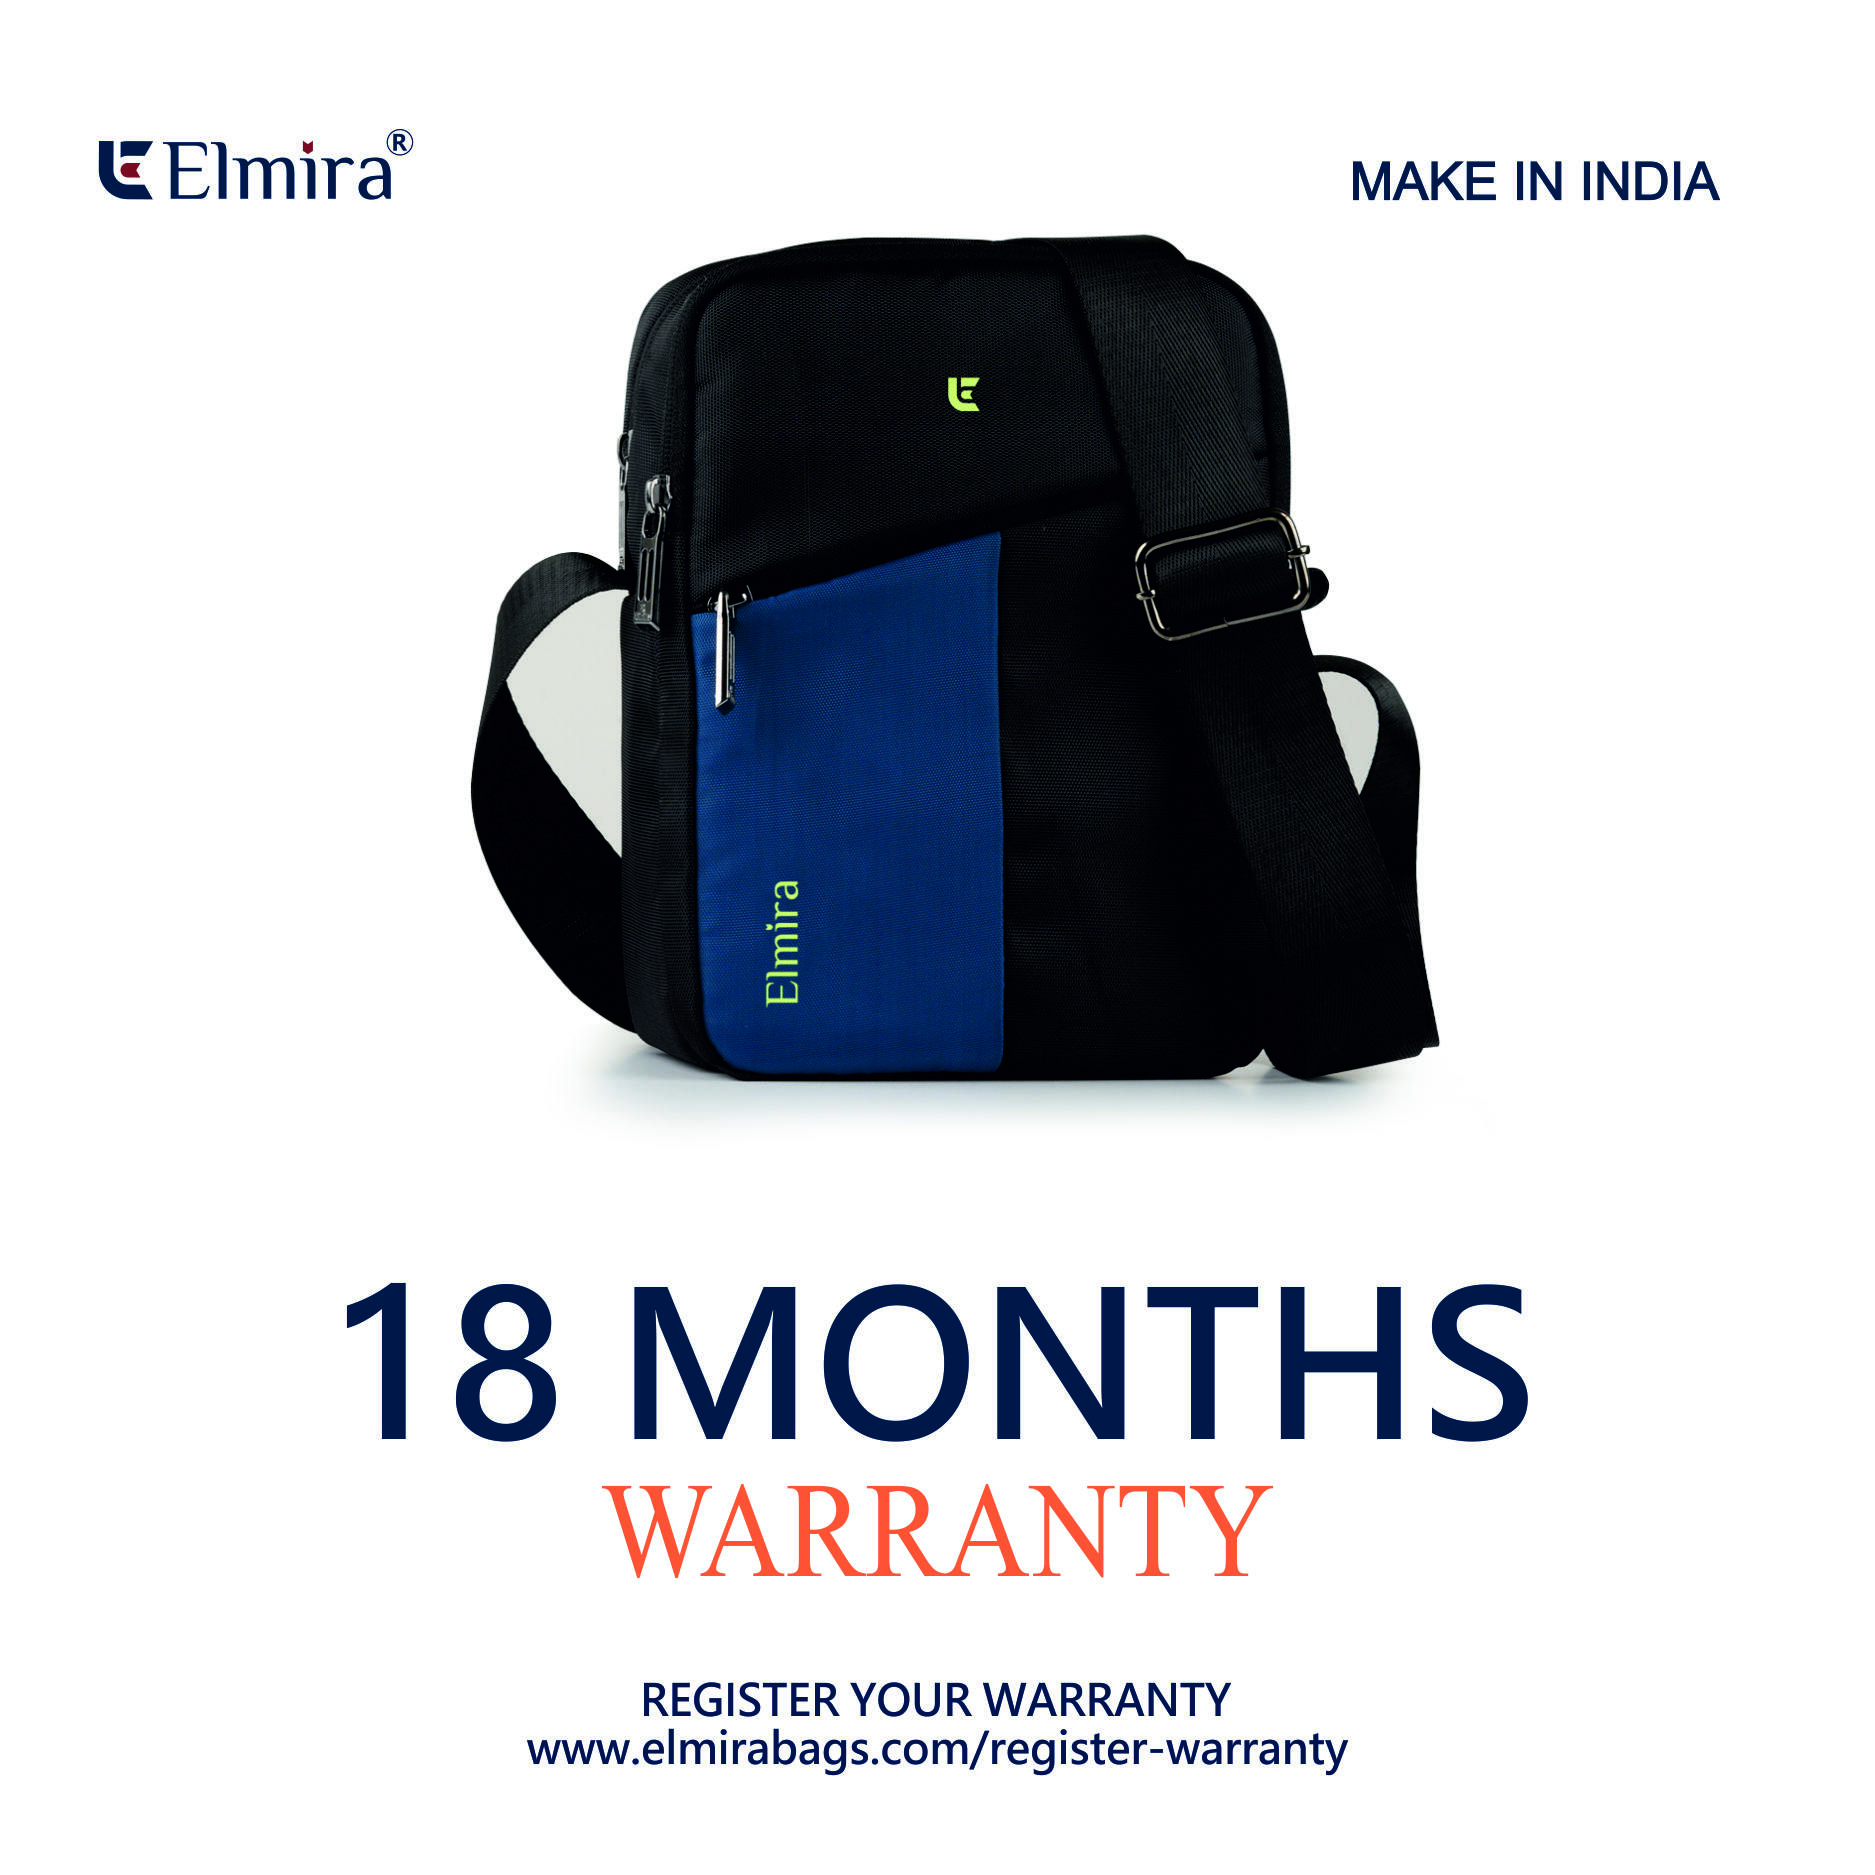 Elmira®
MAKE IN INDIA
Elmira
18 MONTHS
WARRANTY
REGISTER YOUR WARRANTY
www.elmirabags.com/register-warranty